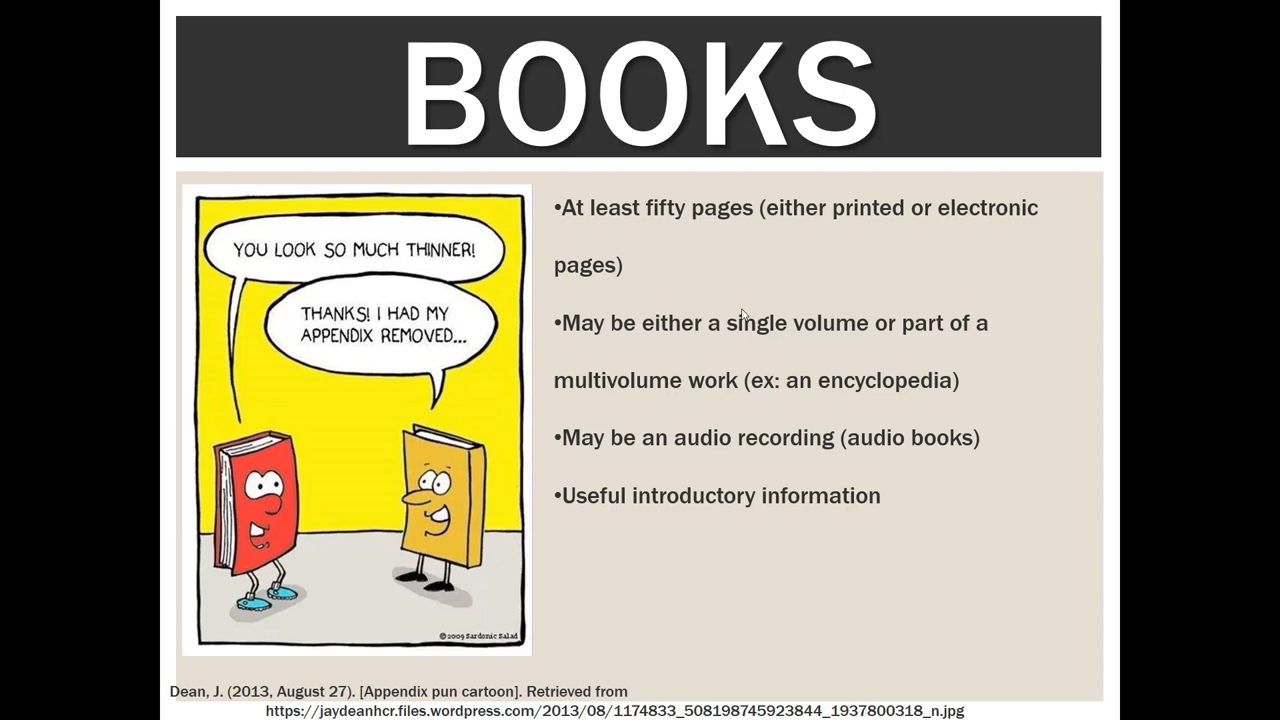 BOOKS
YOU LOOK SO MUCH THINNER!
THANKS! I HAD MY
APPENDIX REMOVED...
©2009 Sardonic Salad
•At least fifty pages (either printed or electronic
pages)
•May be either a single volume or part of a
multivolume work (ex: an encyclopedia)
•May be an audio recording (audio books)
•Useful introductory information
Dean, J. (2013, August 27). [Appendix pun cartoon]. Retrieved from
https://jaydeanhcr.files.wordpress.com/2013/08/1174833_508198745923844_1937800318_n.jpg